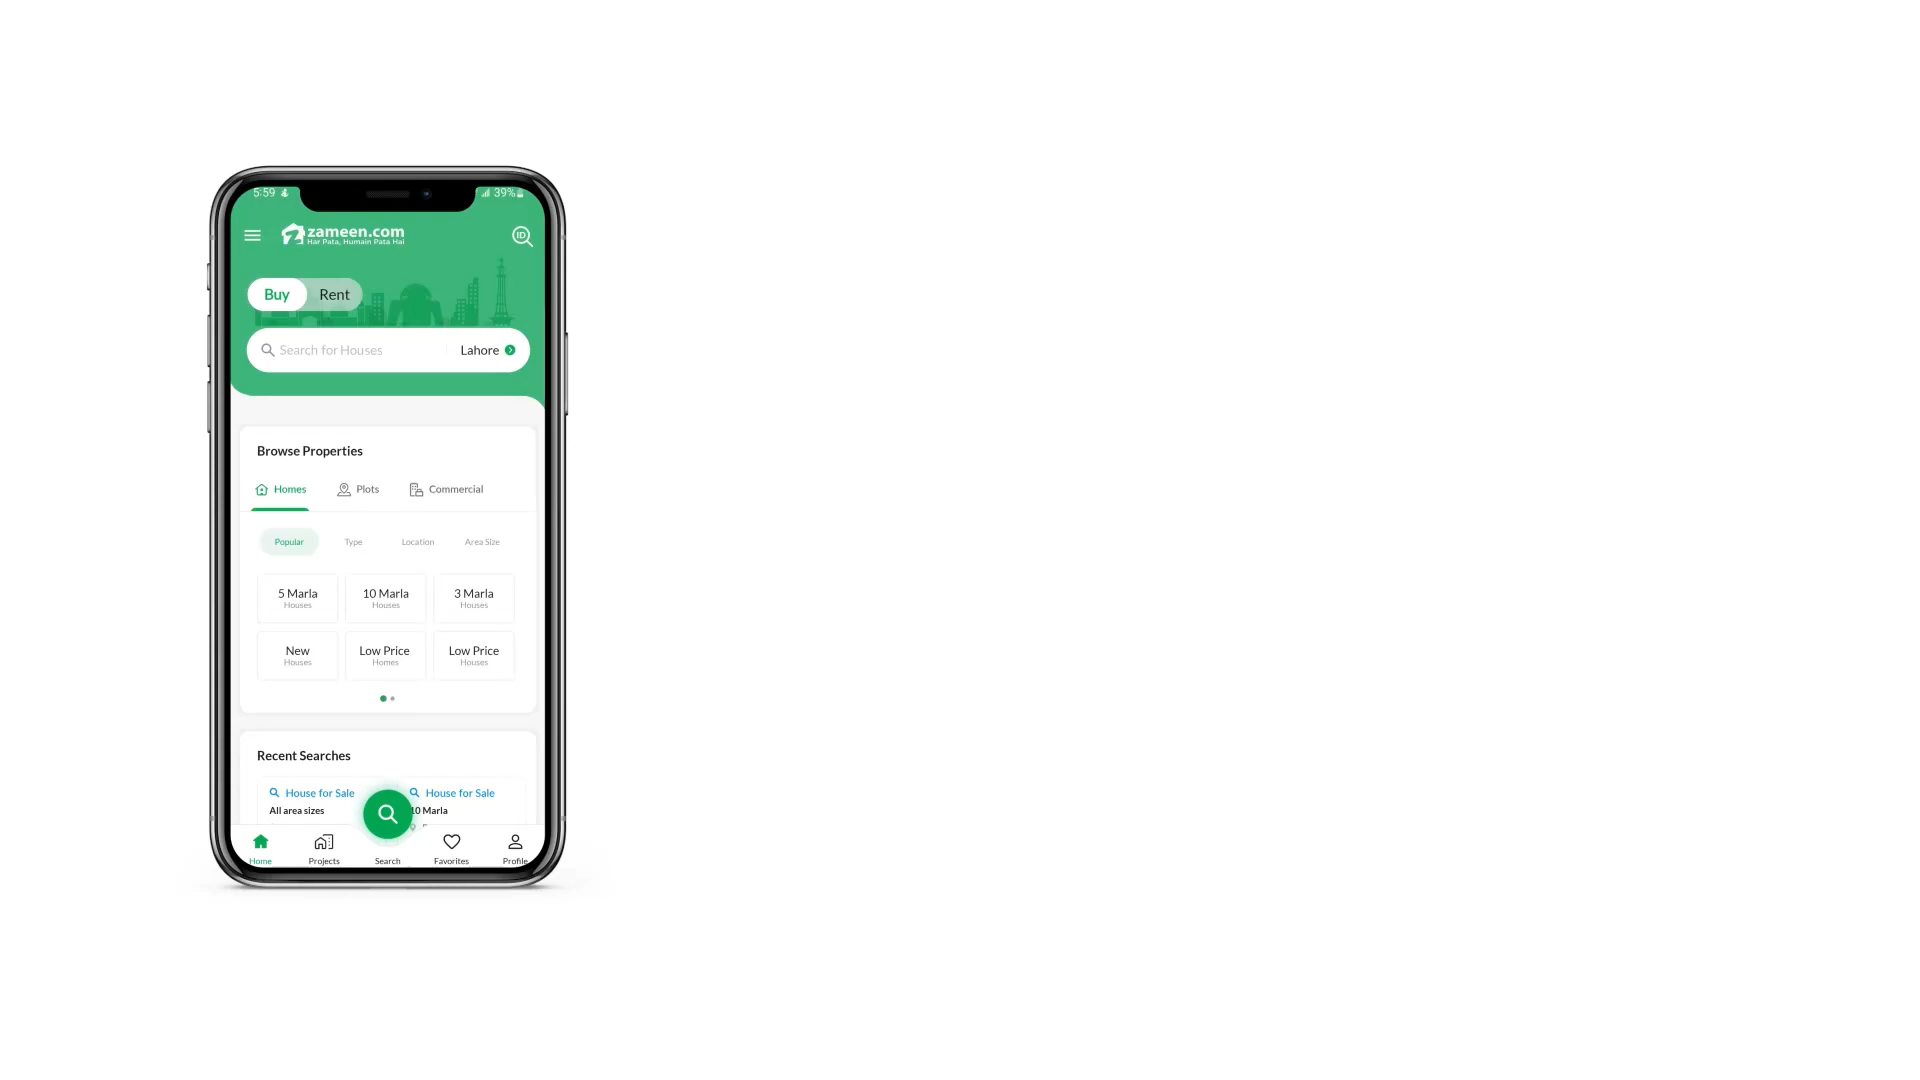 5:59
39%
zameen.com
Har Pata, Humain Pata Hai
ID
Buy Rent
Search for Houses Lahore
Browse Properties
Homes Plots Commercial
Popular Type Location Area Size
5 Marla 10 Marla 3 Marla
Houses Houses Houses
New Low Price Low Price
Houses Homes Houses
Recent Searches
House for Sale House for Sale
All area sizes 10 Marla
Home Projects Search Favorites Profile